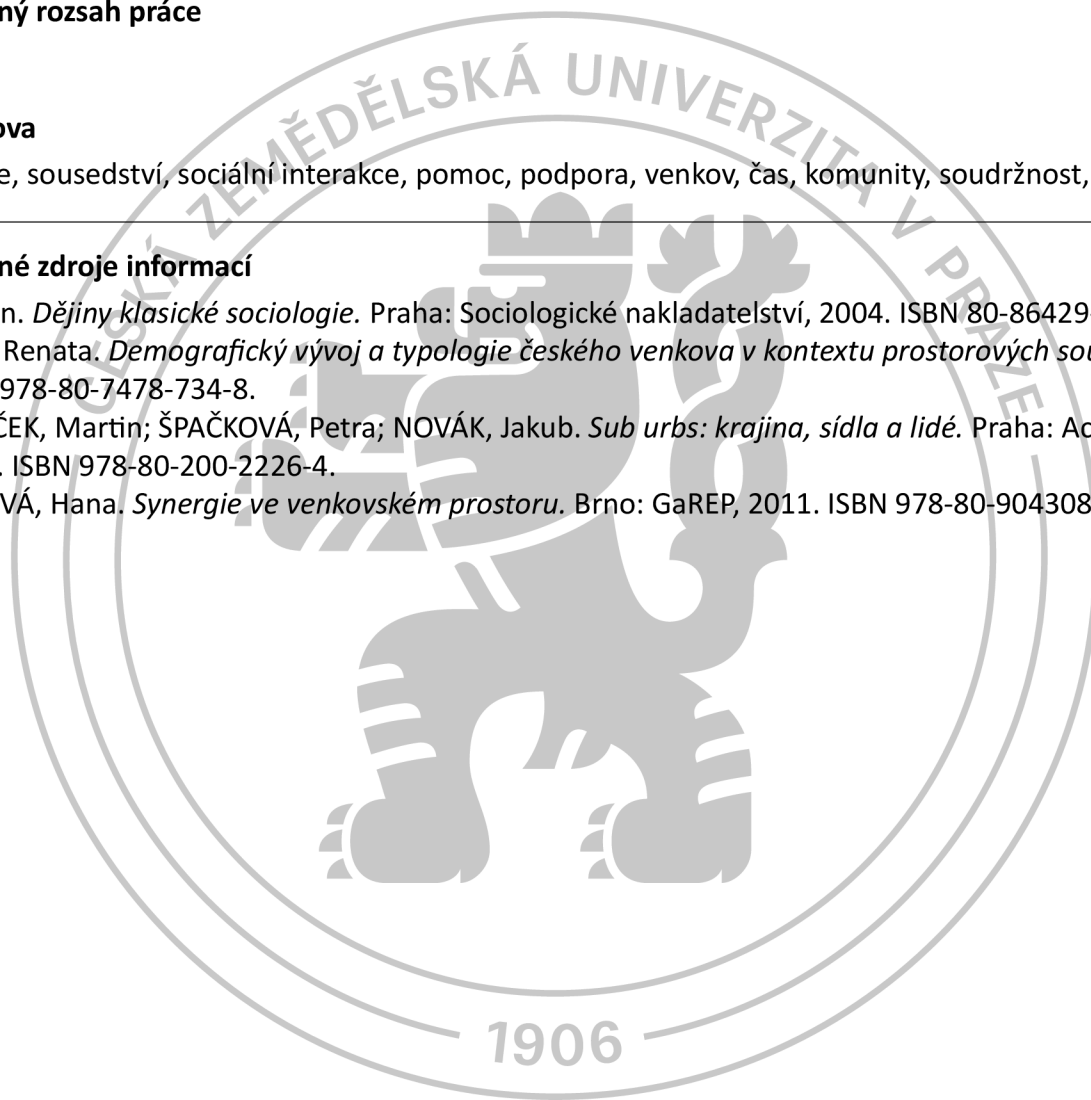 ný rozsah práce
ova
e, sousedství, sociální interakce, pomoc, podpora, venkov, čas, komunity, soudržnost,
né zdroje informací
n. Dějiny klasické sociologie. Praha: Sociologické nakladatelství, 2004. ISBN 80-86429-
Renata. Demografický vývoj a typologie českého venkova v kontextu prostorových sou
978-80-7478-734-8.
ČEK, Martin; ŠPAČKOVÁ, Petra; NOVÁK, Jakub. Sub urbs: krajina, sídla a lidé. Praha: Ac
. ISBN 978-80-200-2226-4.
VÁ, Hana. Synergie ve venkovském prostoru. Brno: GaREP, 2011. ISBN 978-80-904308
ČESKÁ ZEMĚDĚLSKÁ UNIVERZITA V PRAZE
1906